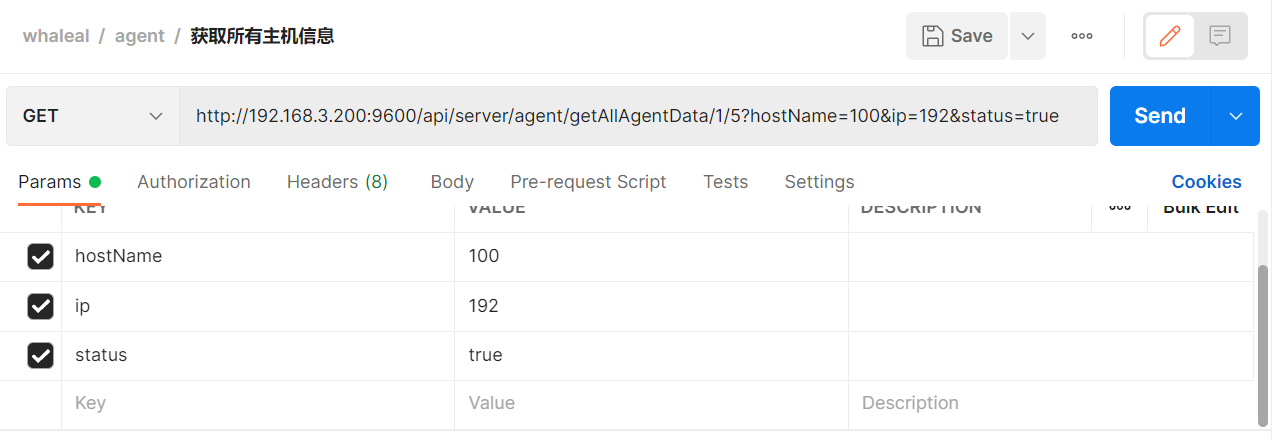 whaleal / agent / 获取所有主机信息 Save
GET http://192.168.3.200:9600/api/server/agent/getAllAgentData/1/5?hostName=100&ip=192&status=true Send
Params Authorization Headers (8) Body Pre-request Script Tests Settings Cookies
KEY VALUE DESCRIPTION Bulk Edit
hostName 100
ip 192
status true
Key Value Description